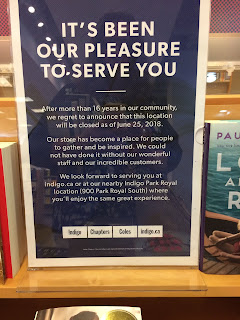 IT'S BEEN
OUR PLEASURE
TO SERVE YOU
After more than 16 years in our community,
we regret to announce that this location
will be closed as of June 25, 2018.
Our store has become a place for people
to gather and be inspired. We could
not have done it without our wonderful
staff and our incredible customers.
We look forward to serving you at
Indigo.ca or at our nearby Indigo Park Royal
location (900 Park Royal South) where
you'll enjoy the same great experience.
Indigo Chapters Coles indigo.ca
PAU